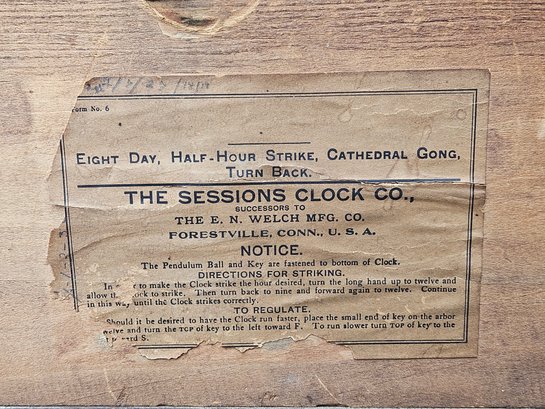 Form No. 6
EIGHT DAY, HALF-HOUR STRIKE, CATHEDRAL GONG,
TURN BACK.
THE SESSIONS CLOCK CO.,
SUCCESSORS TO
THE E. N. WELCH MFG. CO.
FORESTVILLE, CONN., U. S. A.
NOTICE.
The Pendulum Ball and Key are fastened to bottom of Clock.
DIRECTIONS FOR STRIKING.
In to make the Clock strike the hour desired, turn the long hand up to twelve and
allow ock to strike. Then turn back to nine and forward again to twelve. Continue
in this way until the Clock strikes correctly.
TO REGULATE.
Should it be desired to have the Clock run faster, place the small end of key on the arbor
welve and turn the TOP of key to the left toward F. To run slower turn TOP of key to the
ard S.